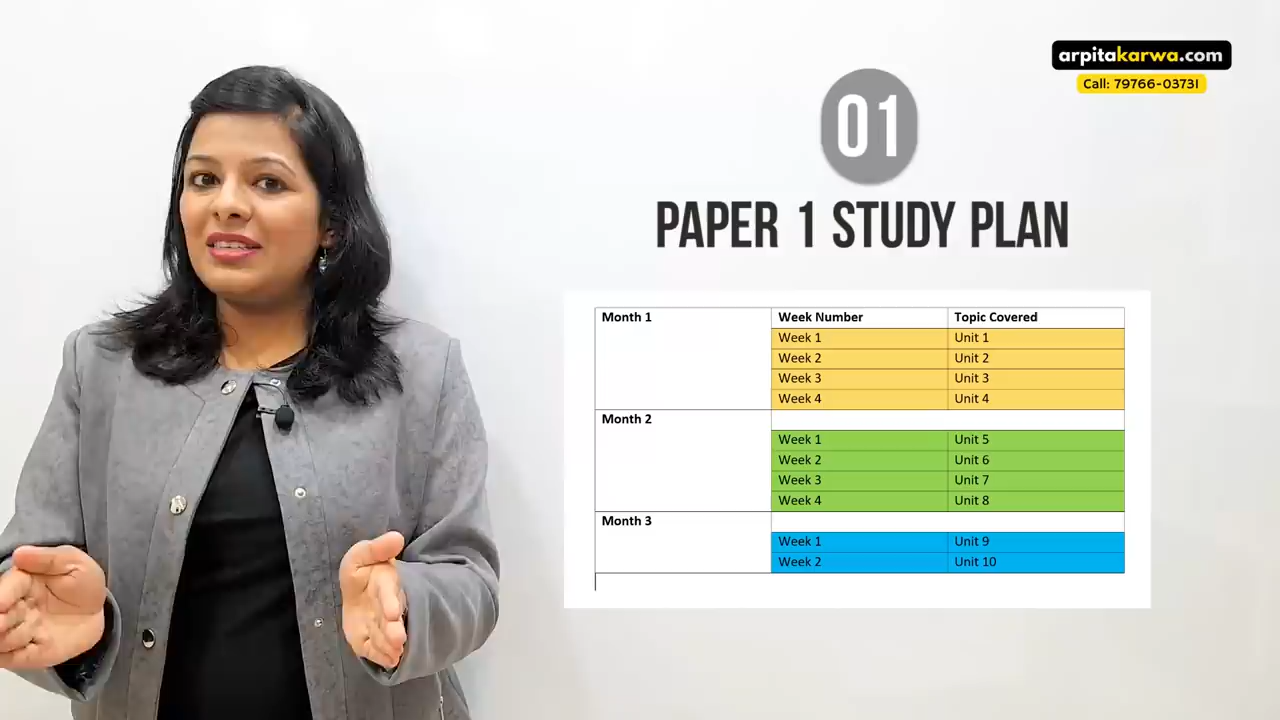 arpitakarwa.com
Call: 79766-03731
01
PAPER 1 STUDY PLAN
Month 1 Week Number Topic Covered
Week 1 Unit 1
Week 2 Unit 2
Week 3 Unit 3
Week 4 Unit 4
Month 2
Week 1 Unit 5
Week 2 Unit 6
Week 3 Unit 7
Week 4 Unit 8
Month 3
Week 1 Unit 9
Week 2 Unit 10